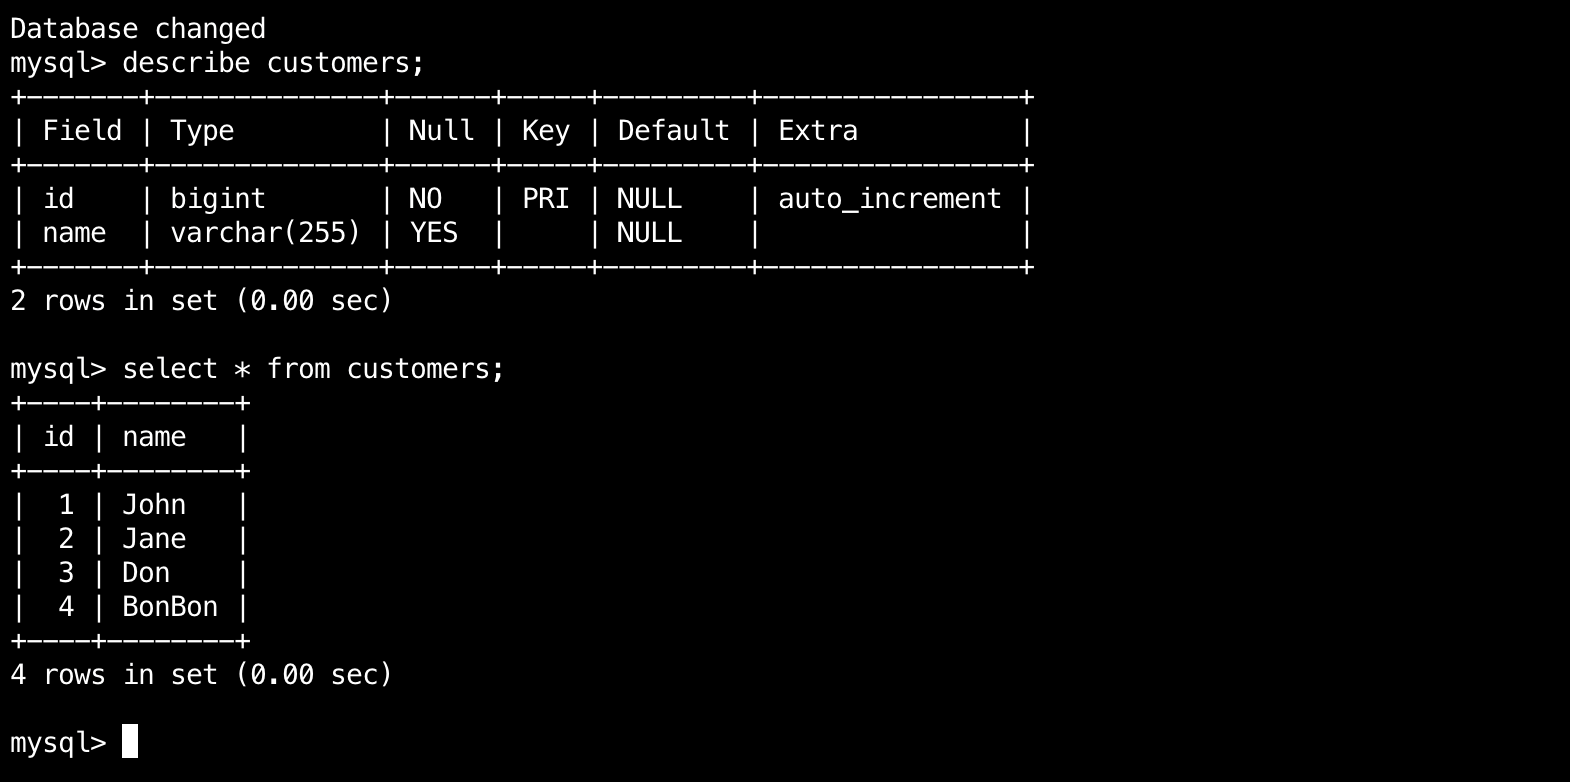 Database changed
mysql> describe customers;
+-------+--------------+------+-----+---------+----------------+
| Field | Type         | Null | Key | Default | Extra          |
+-------+--------------+------+-----+---------+----------------+
| id    | bigint       | NO   | PRI | NULL    | auto_increment |
| name  | varchar(255) | YES  |     | NULL    |                |
+-------+--------------+------+-----+---------+----------------+
2 rows in set (0.00 sec)

mysql> select * from customers;
+----+--------+
| id | name   |
+----+--------+
|  1 | John   |
|  2 | Jane   |
|  3 | Don    |
|  4 | BonBon |
+----+--------+
4 rows in set (0.00 sec)

mysql>